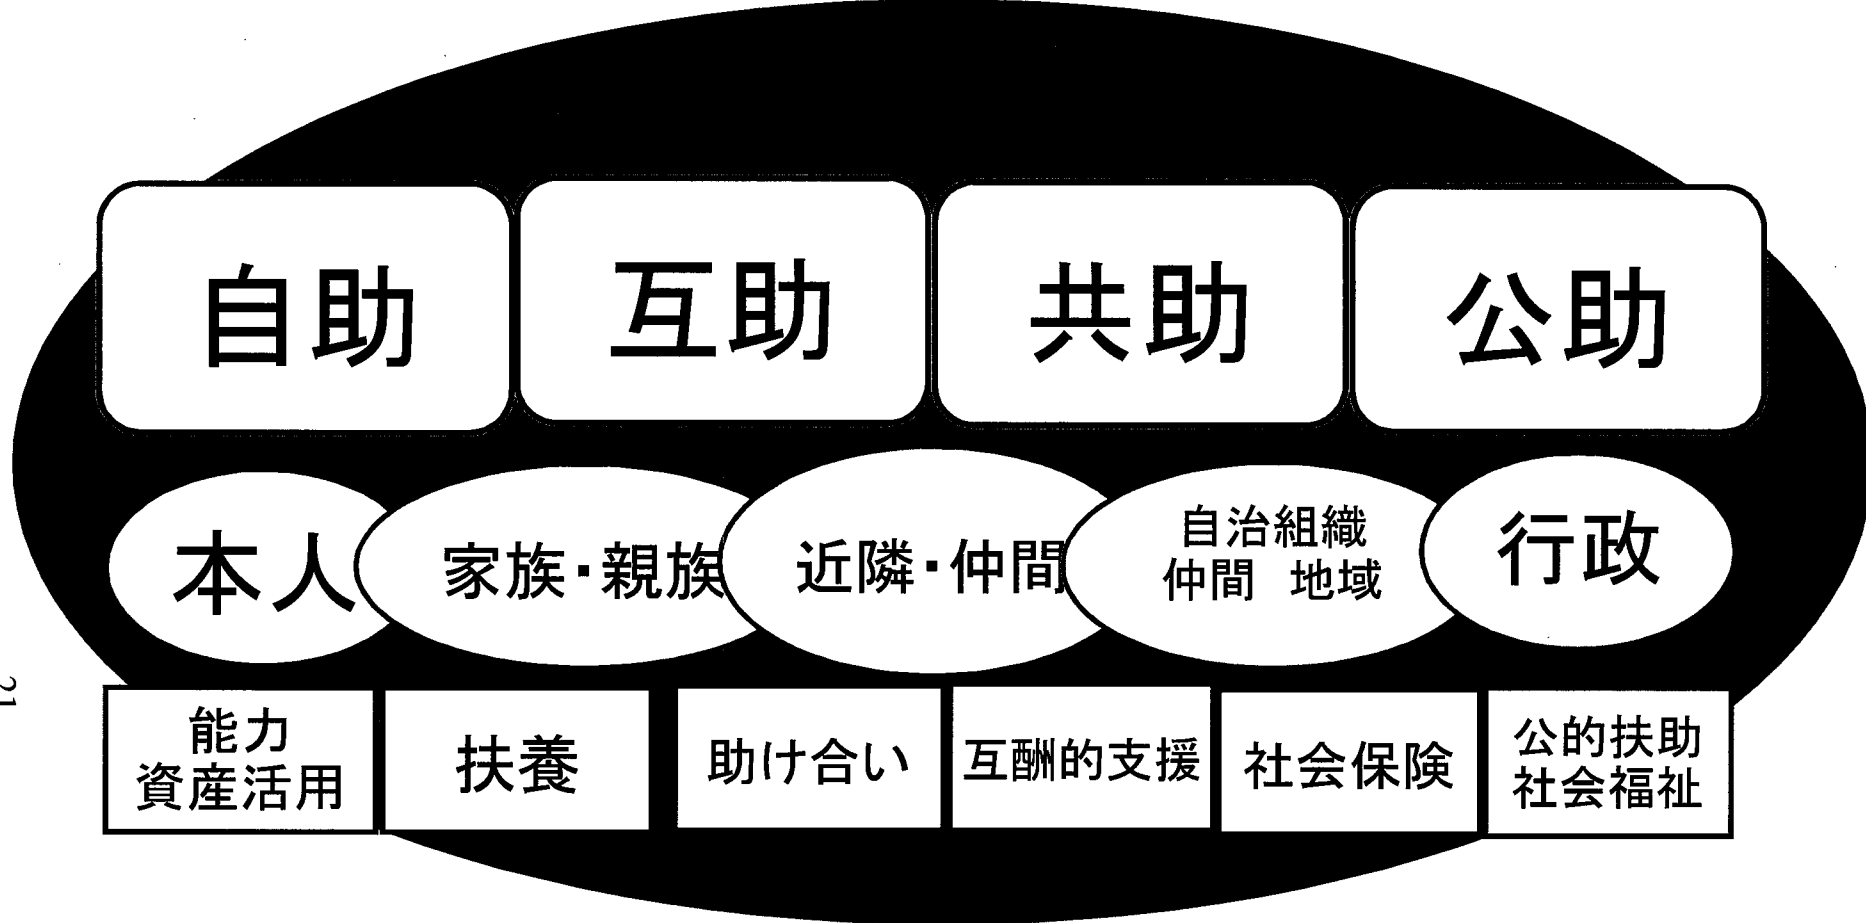 自助
互助
共助
公助
本人
家族・親族
近隣・仲間
自治組織
仲間　地域
行政
能力
資産活用
扶養
助け合い
互酬的支援
社会保険
公的扶助
社会福祉
21